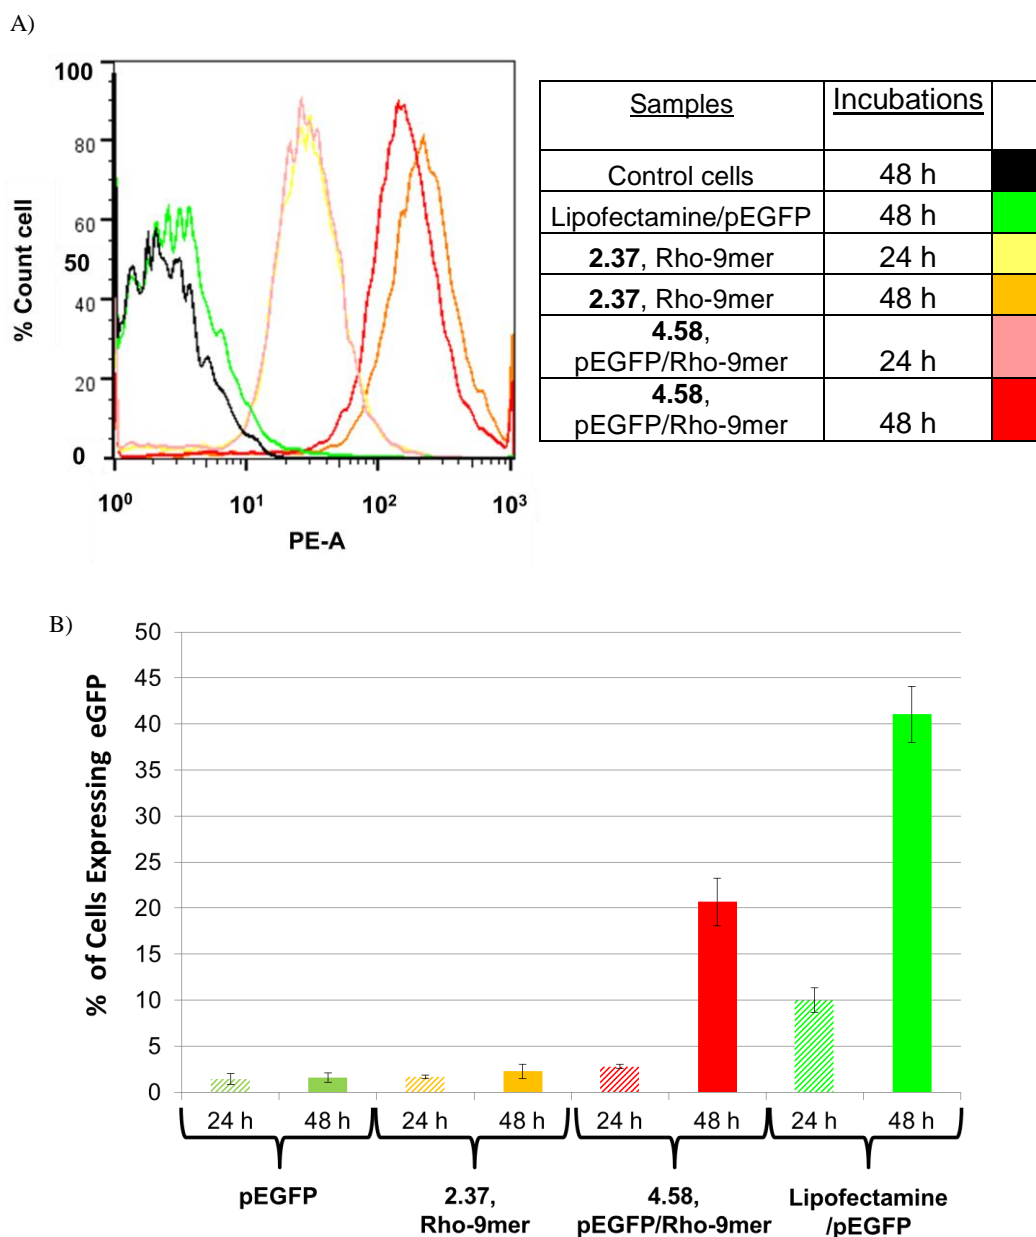 A)
100
80
60
50
40
20
0
% Count cell
10⁰ 10¹ 10² 10³
PE-A
Samples Incubations
Control cells 48 h
Lipofectamine/pEGFP 48 h
2.37, Rho-9mer 24 h
2.37, Rho-9mer 48 h
4.58,
pEGFP/Rho-9mer 24 h
4.58,
pEGFP/Rho-9mer 48 h
B)
50
45
40
35
30
25
20
15
10
5
0
% of Cells Expressing eGFP
24 h 48 h 24 h 48 h 24 h 48 h 24 h 48 h
pEGFP
2.37,
Rho-9mer
4.58,
pEGFP/Rho-9mer
Lipofectamine
/pEGFP